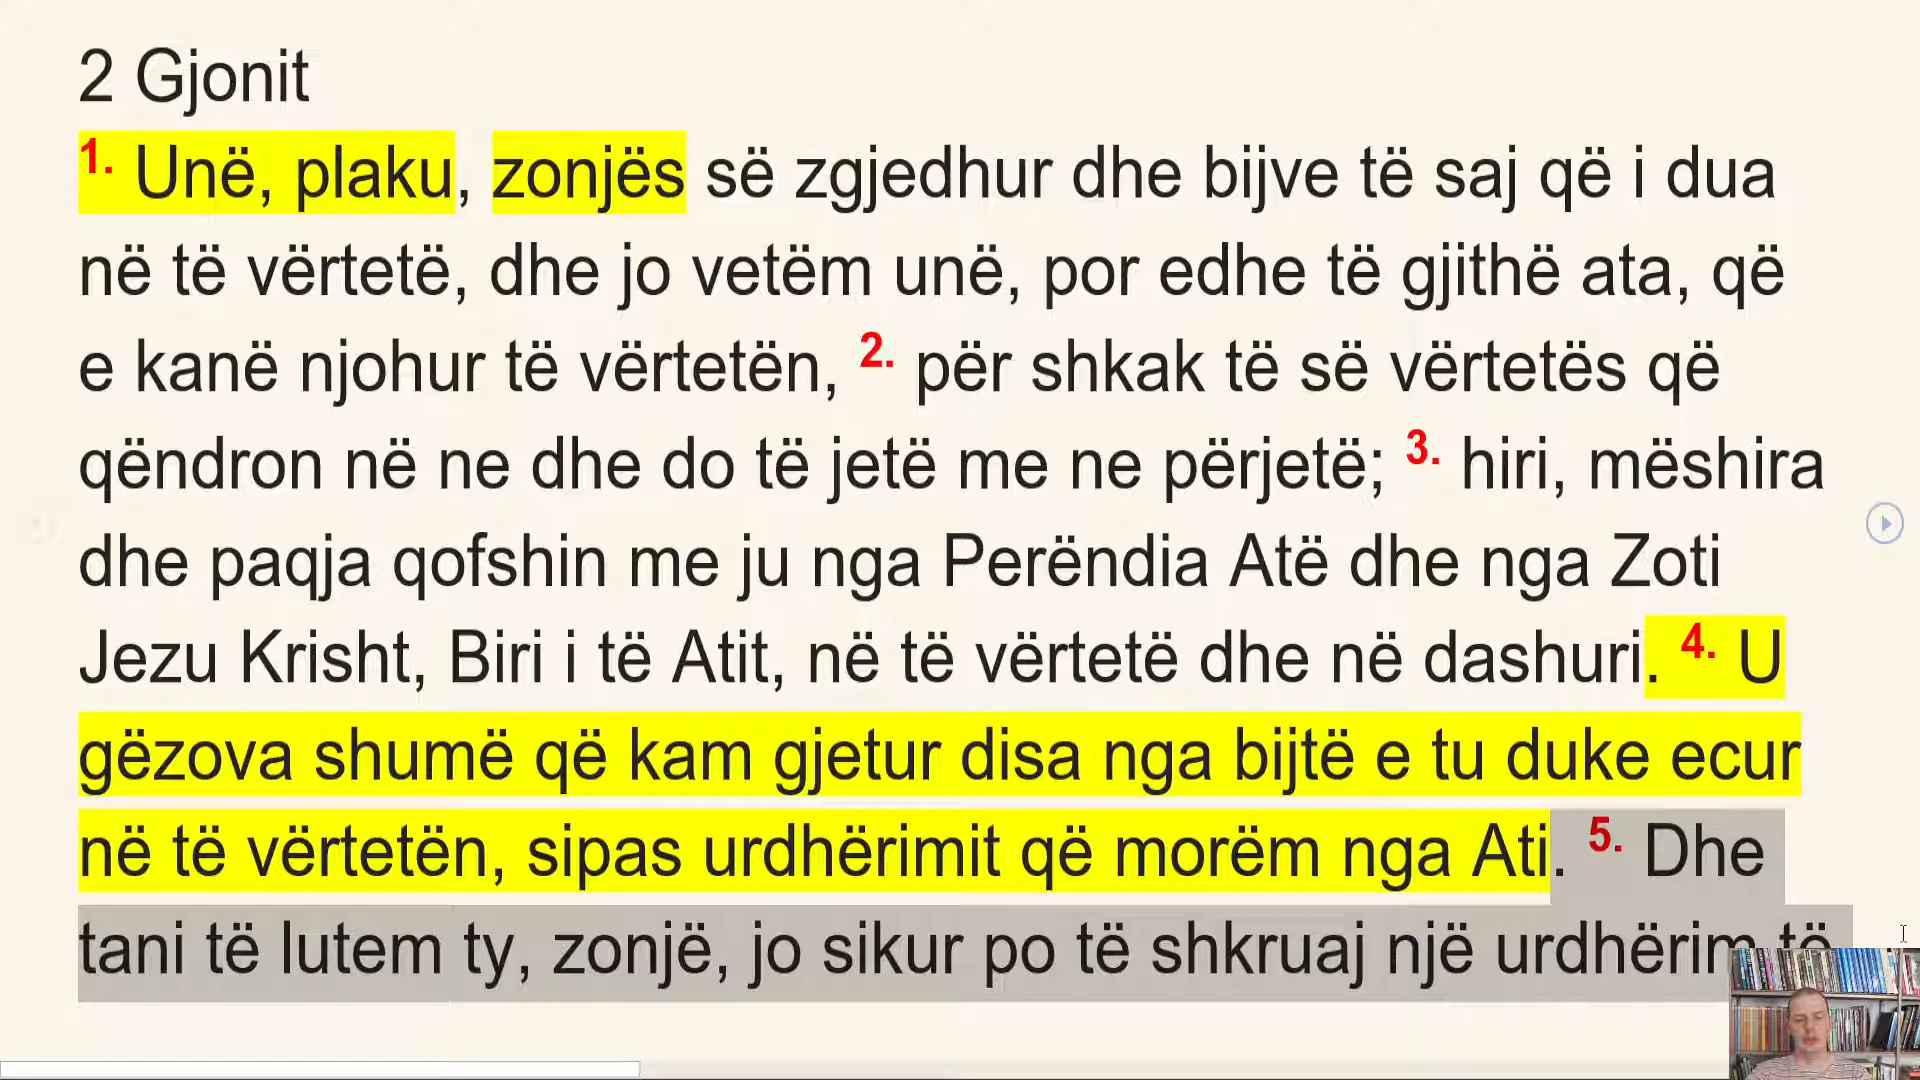 2 Gjonit
1. Unë, plaku, zonjës së zgjedhur dhe bijve të saj që i dua
në të vërtetë, dhe jo vetëm unë, por edhe të gjithë ata, që
e kanë njohur të vërtetën, 2. për shkak të së vërtetës që
qëndron në ne dhe do të jetë me ne përjetë; 3. hiri, mëshira
dhe paqja qofshin me ju nga Perëndia Atë dhe nga Zoti
Jezu Krisht, Biri i të Atit, në të vërtetë dhe në dashuri. 4. U
gëzova shumë që kam gjetur disa nga bijtë e tu duke ecur
në të vërtetën, sipas urdhërimit që morëm nga Ati. 5. Dhe
tani të lutem ty, zonjë, jo sikur po të shkruaj një urdhërim të